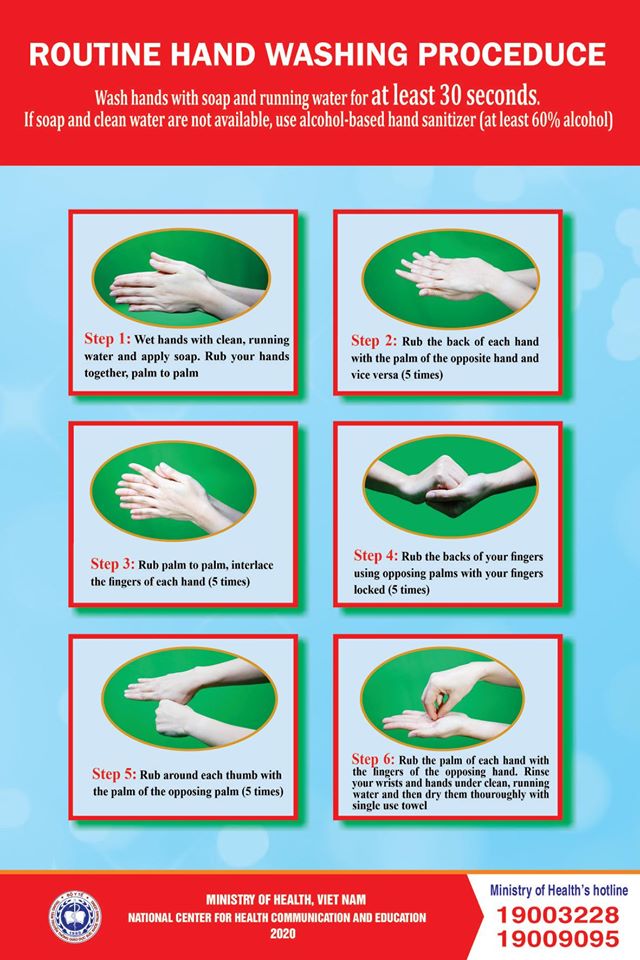 ROUTINE HAND WASHING PROCEDUCE
Wash hands with soap and running water for at least 30 seconds.
If soap and clean water are not available, use alcohol-based hand sanitizer (at least 60% alcohol)
Step 1: Wet hands with clean, running
water and apply soap. Rub your hands
together, palm to palm
Step 2: Rub the back of each hand
with the palm of the opposite hand and
vice versa (5 times)
Step 3: Rub palm to palm, interlace
the fingers of each hand (5 times)
Step 4: Rub the backs of your fingers
using opposing palms with your fingers
locked (5 times)
Step 5: Rub around each thumb with
the palm of the opposing palm (5 times)
Step 6: Rub the palm of each hand with
the fingers of the opposing hand. Rinse
your wrists and hands under clean, running
water and then dry them thouroughly with
single use towel
BỘ Y TẾ
MINISTRY OF HEALTH, VIET NAM
NATIONAL CENTER FOR HEALTH COMMUNICATION AND EDUCATION
2020
Ministry of Health's hotline
19003228
19009095